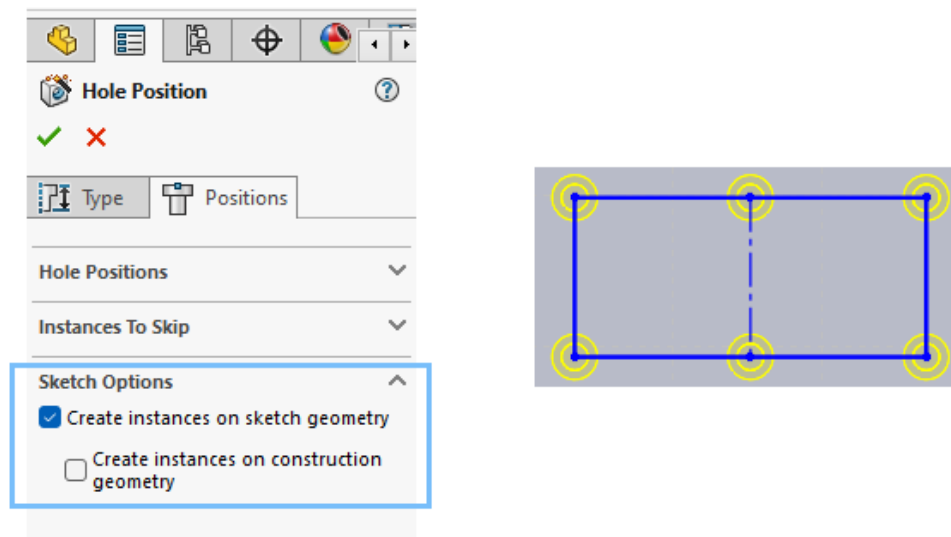 Hole Position
Type
Positions
Hole Positions
Instances To Skip
Sketch Options
Create instances on sketch geometry
Create instances on construction
geometry